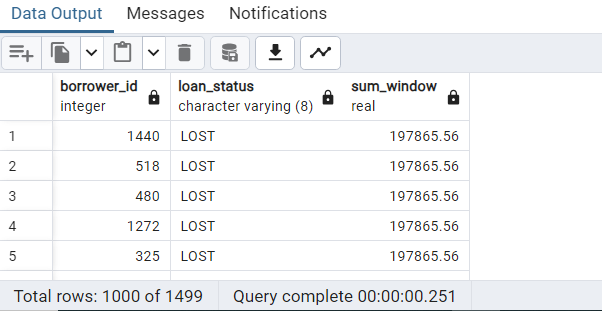 Data Output Messages Notifications
borrower_id loan_status sum_window
integer character varying (8) real
1 1440 LOST 197865.56
2 518 LOST 197865.56
3 480 LOST 197865.56
4 1272 LOST 197865.56
5 325 LOST 197865.56
Total rows: 1000 of 1499 Query complete 00:00:00.251